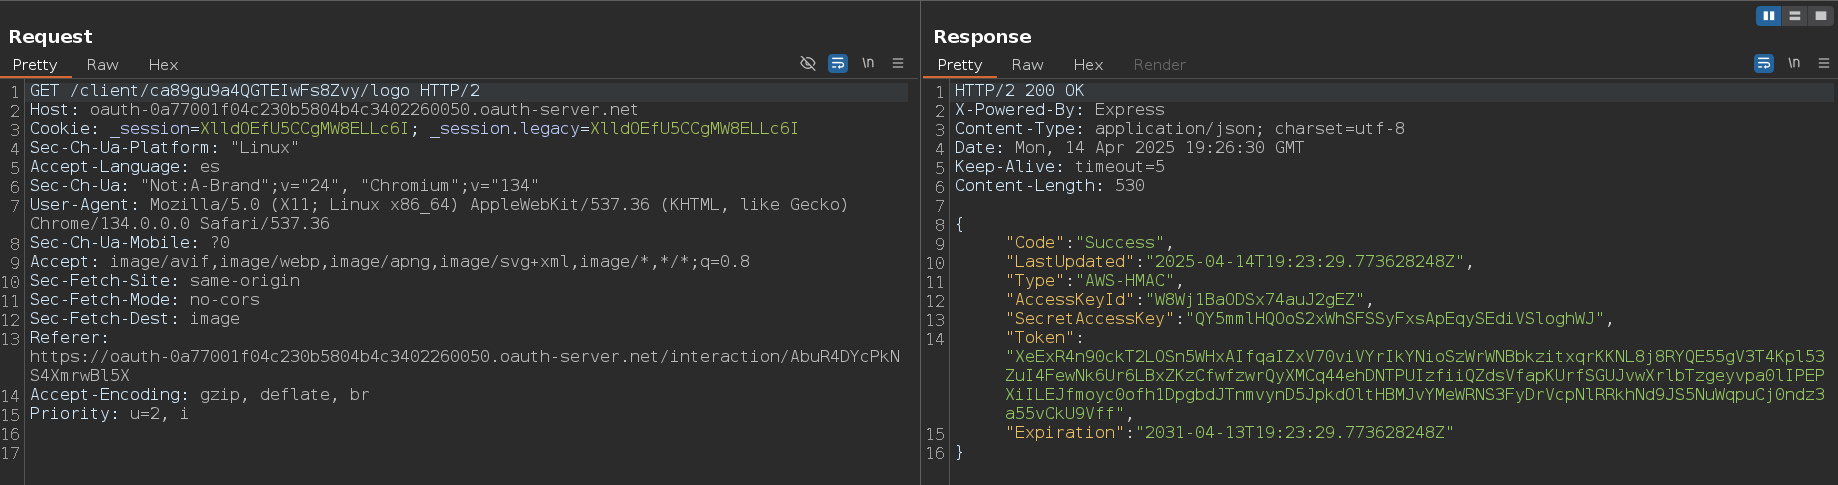 Request
Pretty Raw Hex \n
1 GET /client/ca89gu9a4QGTEIwFs8Zvy/logo HTTP/2
2 Host: oauth-0a77001f04c230b5804b4c3402260050.oauth-server.net
3 Cookie: _session=XlldOEfU5CCgMW8ELLc6I; _session.legacy=XlldOEfU5CCgMW8ELLc6I
4 Sec-Ch-Ua-Platform: "Linux"
5 Accept-Language: es
6 Sec-Ch-Ua: "Not:A-Brand";v="24", "Chromium";v="134"
7 User-Agent: Mozilla/5.0 (X11; Linux x86_64) AppleWebKit/537.36 (KHTML, like Gecko)
Chrome/134.0.0.0 Safari/537.36
8 Sec-Ch-Ua-Mobile: ?0
9 Accept: image/avif,image/webp,image/apng,image/svg+xml,image/*,*/*;q=0.8
10 Sec-Fetch-Site: same-origin
11 Sec-Fetch-Mode: no-cors
12 Sec-Fetch-Dest: image
13 Referer:
https://oauth-0a77001f04c230b5804b4c3402260050.oauth-server.net/interaction/AbuR4DYcPkN
S4XmrwBl5X
14 Accept-Encoding: gzip, deflate, br
15 Priority: u=2, i
16
17
Response
Pretty Raw Hex Render \n
1 HTTP/2 200 OK
2 X-Powered-By: Express
3 Content-Type: application/json; charset=utf-8
4 Date: Mon, 14 Apr 2025 19:26:30 GMT
5 Keep-Alive: timeout=5
6 Content-Length: 530
7
8 {
9 "Code":"Success",
10 "LastUpdated":"2025-04-14T19:23:29.773628248Z",
11 "Type":"AWS-HMAC",
12 "AccessKeyId":"W8Wj1BaODSx74auJ2gEZ",
13 "SecretAccessKey":"QY5mmlHQOoS2xWhSFSSyFxsApEqySEdiVSloghWJ",
14 "Token":
"XeExR4n90ckT2LOSn5WHxAIfqaIZxV70viVYrIkYNioSzWrWNBbkzitxqrKKNL8j8RYQE55gV3T4Kpl53
ZuI4FewNk6Ur6LBxZKzCfwfzwrQyXMCq44ehDNTPUIzfiiQZdsVfapKUrfSGUJvwXrlbTzgeyvpa0lIPEP
XiILEJfmoyc0ofh1DpgbdJTnmvynD5JpkdOltHBMJvYMeWRNS3FyDrVcpNlRRkhNd9JS5NuWqpuCj0ndz3
a55vCkU9Vff",
15 "Expiration":"2031-04-13T19:23:29.773628248Z"
16 }